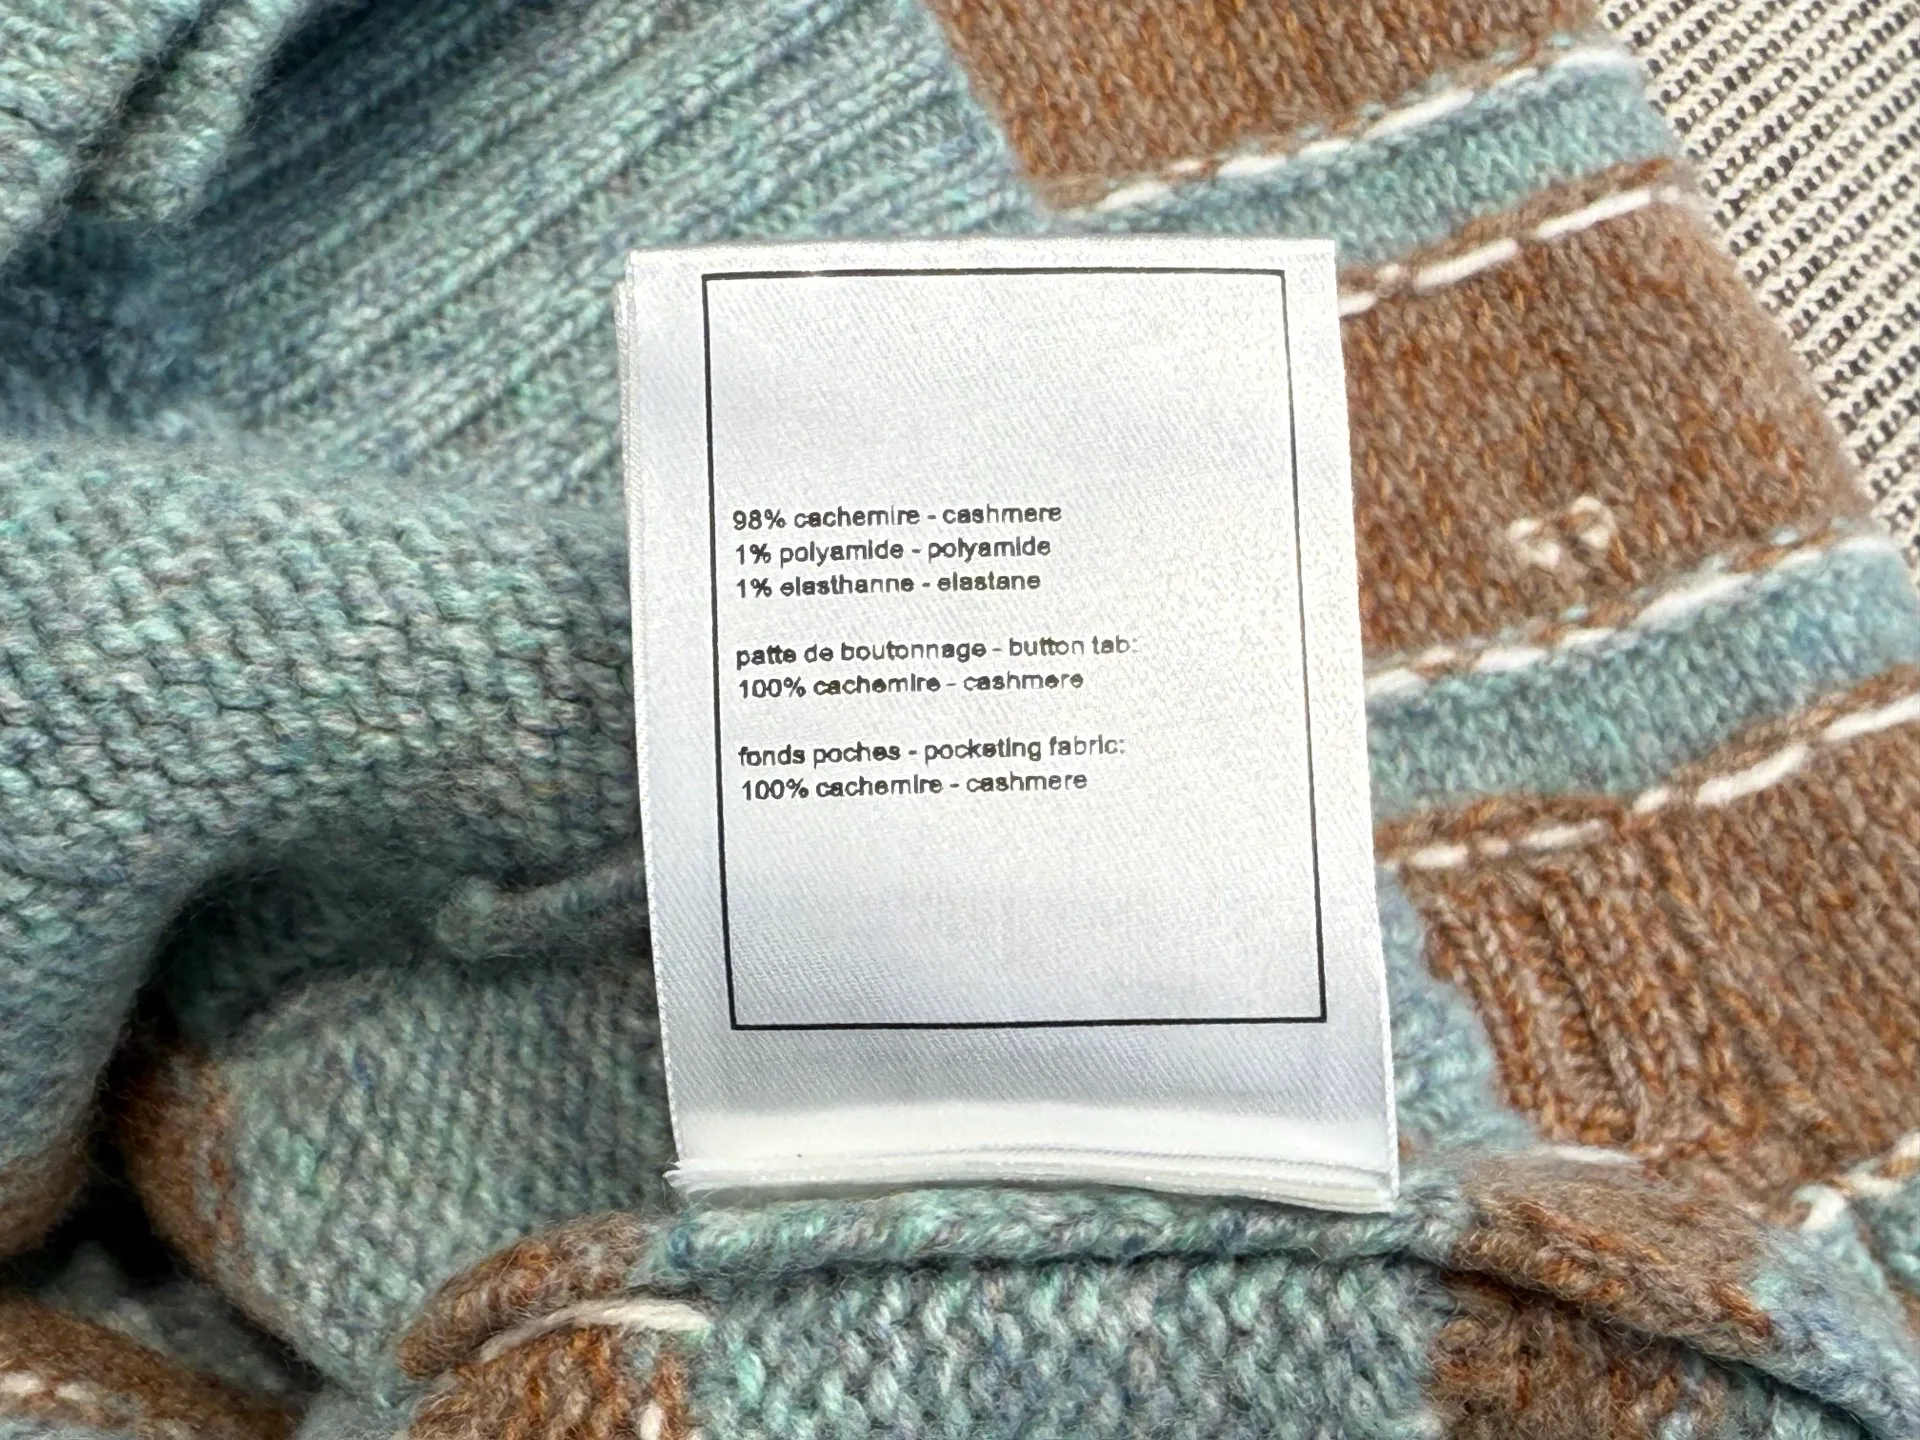 98% cachemire - cashmere
1% polyamide - polyamide
1% elasthanne - elastane
patte de boutonnage - button tab:
100% cachemire - cashmere
fonds poches - pocketing fabric:
100% cachemire - cashmere